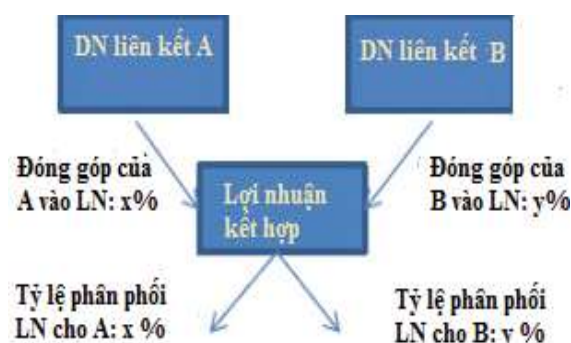 DN liên kết A
DN liên kết B
Đóng góp của
A vào LN: x%
Đóng góp của
B vào LN: y%
Lợi nhuận
kết hợp
Tỷ lệ phân phối
LN cho A: x %
Tỷ lệ phân phối
LN cho B: y %